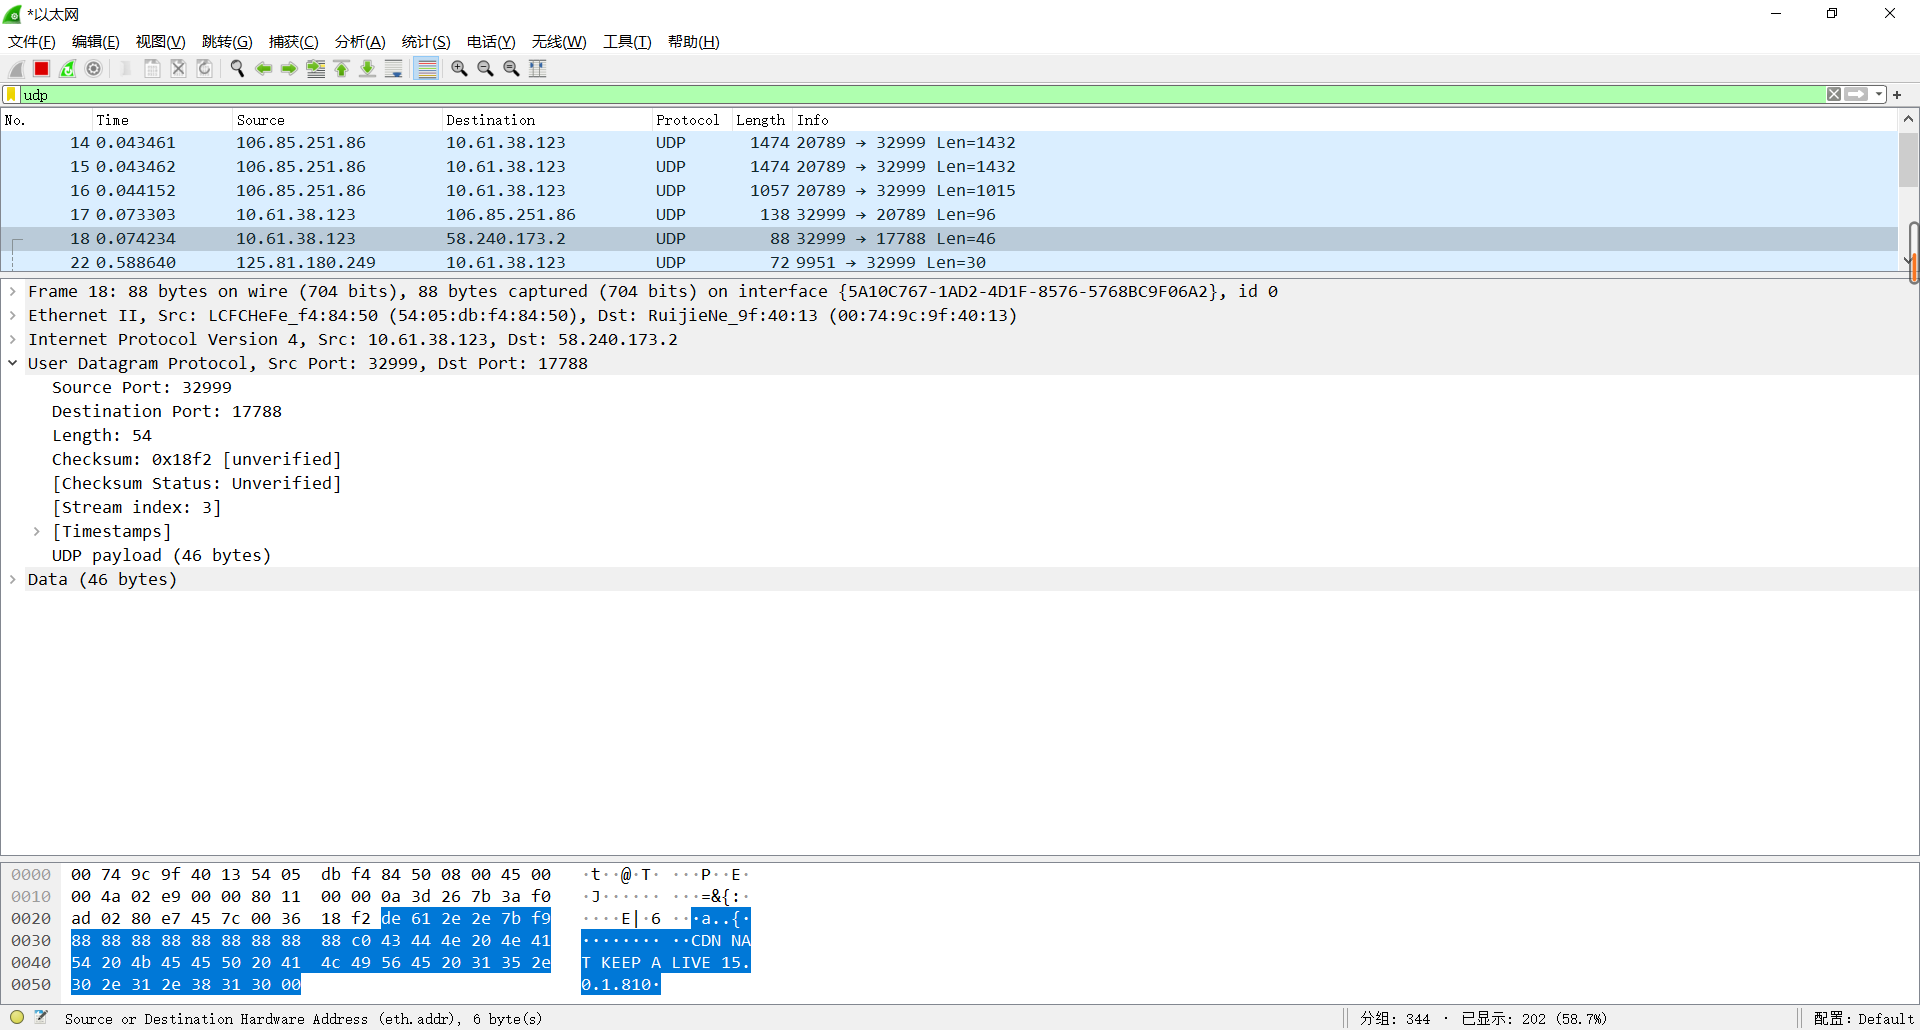 *以太网
文件(F) 编辑(E) 视图(V) 跳转(G) 捕获(C) 分析(A) 统计(S) 电话(Y) 无线(W) 工具(T) 帮助(H)
udp
No. Time Source Destination Protocol Length Info
14 0.043461 106.85.251.86 10.61.38.123 UDP 1474 20789 → 32999 Len=1432
15 0.043462 106.85.251.86 10.61.38.123 UDP 1474 20789 → 32999 Len=1432
16 0.044152 106.85.251.86 10.61.38.123 UDP 1057 20789 → 32999 Len=1015
17 0.073303 10.61.38.123 106.85.251.86 UDP 138 32999 → 20789 Len=96
18 0.074234 10.61.38.123 58.240.173.2 UDP 88 32999 → 17788 Len=46
22 0.588640 125.81.180.249 10.61.38.123 UDP 72 9951 → 32999 Len=30
Frame 18: 88 bytes on wire (704 bits), 88 bytes captured (704 bits) on interface {5A10C767-1AD2-4D1F-8576-5768BC9F06A2}, id 0
Ethernet II, Src: LCFCHeFe_f4:84:50 (54:05:db:f4:84:50), Dst: RuijieNe_9f:40:13 (00:74:9c:9f:40:13)
Internet Protocol Version 4, Src: 10.61.38.123, Dst: 58.240.173.2
User Datagram Protocol, Src Port: 32999, Dst Port: 17788
Source Port: 32999
Destination Port: 17788
Length: 54
Checksum: 0x18f2 [unverified]
[Checksum Status: Unverified]
[Stream index: 3]
[Timestamps]
UDP payload (46 bytes)
Data (46 bytes)
0000 00 74 9c 9f 40 13 54 05 db f4 84 50 08 00 45 00 ·t··@·T· ···P··E·
0010 00 4a 02 e9 00 00 80 11 00 00 0a 3d 26 7b 3a f0 ·J······ ···=&{:·
0020 ad 02 80 e7 45 7c 00 36 18 f2 de 61 2e 2e 7b f9 ····E|·6 ···a..{·
0030 88 88 88 88 88 88 88 88 88 c0 43 44 4e 20 4e 41 ········ ··CDN NA
0040 54 20 4b 45 45 50 20 41 4c 49 56 45 20 31 35 2e T KEEP A LIVE 15.
0050 30 2e 31 2e 38 31 30 00 0.1.810·
Source or Destination Hardware Address (eth.addr), 6 byte(s) 分组: 344 · 已显示: 202 (58.7%) 配置: Default